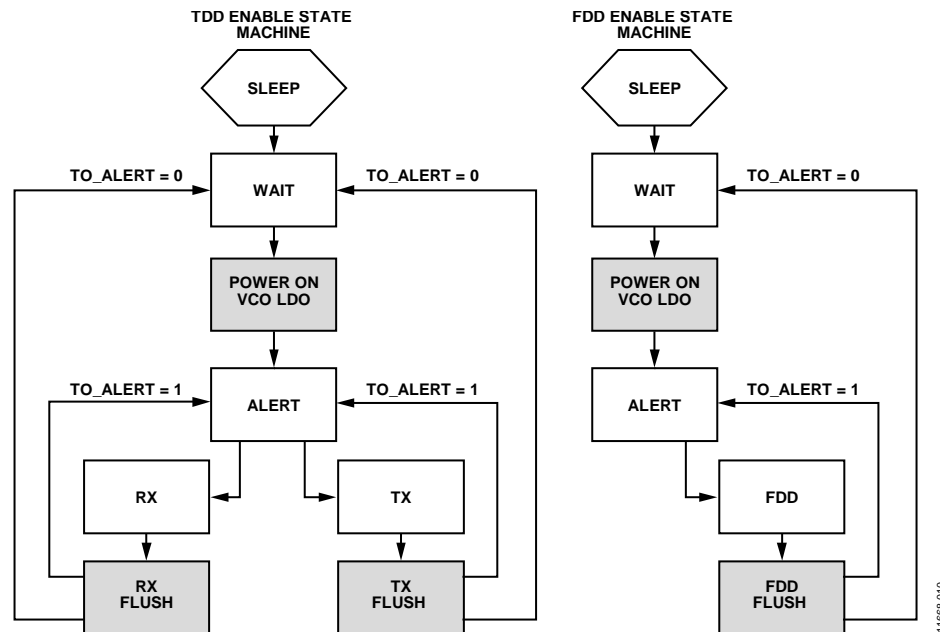 TDD ENABLE STATE
MACHINE
SLEEP
TO_ALERT = 0
WAIT
TO_ALERT = 0
POWER ON
VCO LDO
TO_ALERT = 1
ALERT
TO_ALERT = 1
RX
TX
RX
FLUSH
TX
FLUSH
FDD ENABLE STATE
MACHINE
SLEEP
WAIT
TO_ALERT = 0
POWER ON
VCO LDO
ALERT
TO_ALERT = 1
FDD
FDD
FLUSH
11668-010